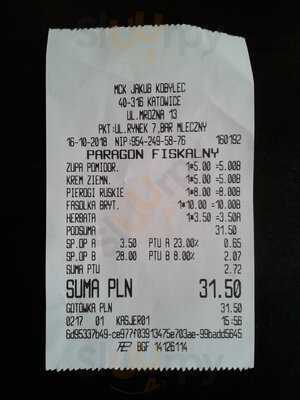 MCK JAKUB KOBYLEC
40-316 KATOWICE
UL.MROŹNA 13
PKT:UL.RYNEK 7,BAR MLECZNY
16-10-2018 NIP:954-249-58-76 160192
PARAGON FISKALNY
ZUPA POMIDOR. 1*5.00 =5.00B
KREM ZIEMN. 1*5.00 =5.00B
PIEROGI RUSKIE 1*8.00 =8.00B
FASOLKA BRYT. 1*10.00 =10.00B
HERBATA 1*3.50 =3.50A
PODSUMA 31.50
SP.OP A 3.50 PTU A 23.00% 0.65
SP.OP B 28.00 PTU B 8.00% 2.07
SUMA PTU 2.72
SUMA PLN 31.50
GOTÓWKA PLN 31.50
0217 01 KASJER01 15:56
6d95337b49-ce977f03913475e703ae-99badd5645
BGF 14126114